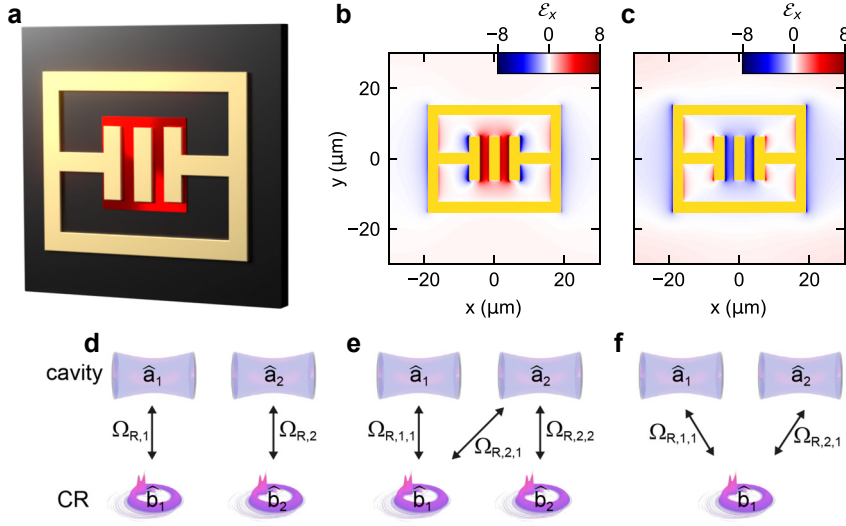 a
b
c
ℰx
−8 0 8
ℰx
−8 0 8
20
0
−20
y (µm)
−20 0 20
x (µm)
−20 0 20
x (µm)
d
e
f
cavity
â1
â2
â1
â2
â1
â2
ΩR,1
ΩR,2
ΩR,1,1
ΩR,2,1
ΩR,2,2
ΩR,1,1
ΩR,2,1
CR
b̂1
b̂2
b̂1
b̂2
b̂1